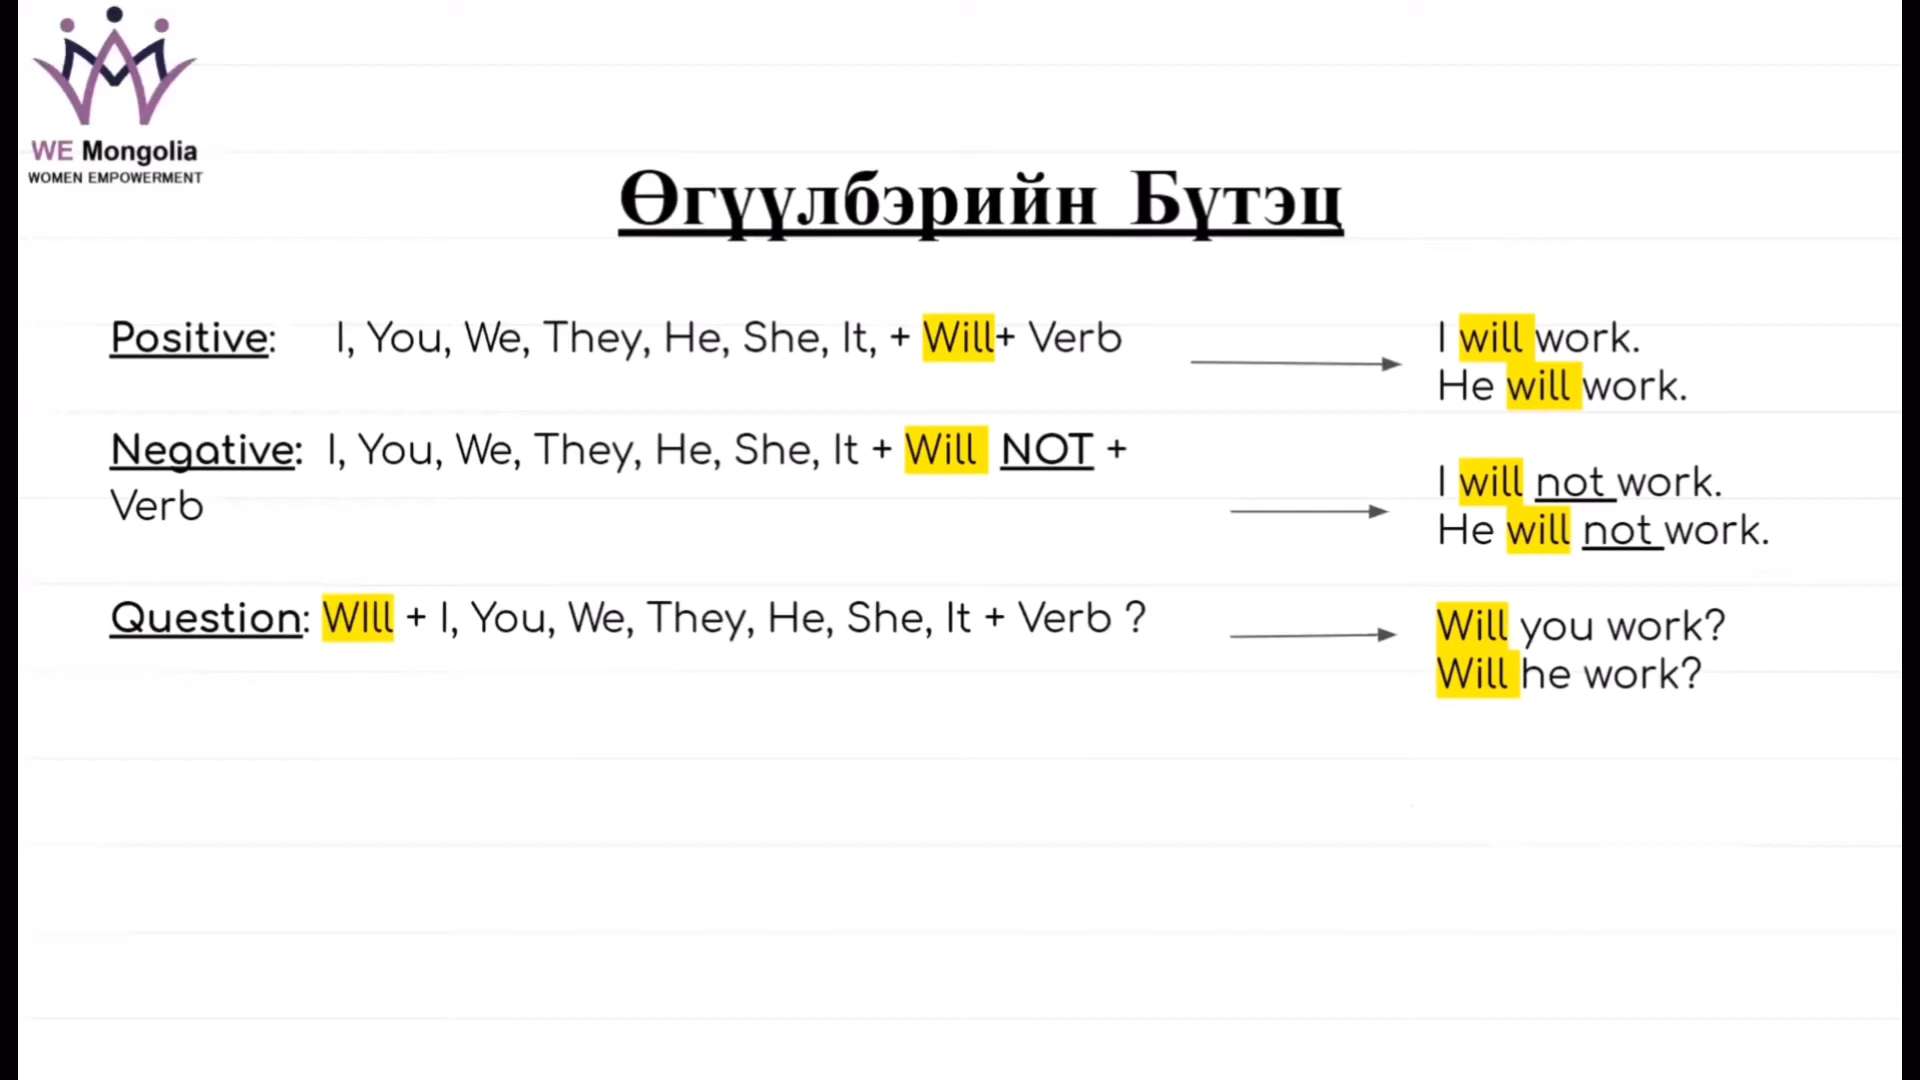 WE Mongolia
WOMEN EMPOWERMENT
Өгүүлбэрийн Бүтэц
Positive: I, You, We, They, He, She, It, + Will+ Verb
I will work.
He will work.
Negative: I, You, We, They, He, She, It + Will NOT +
Verb
I will not work.
He will not work.
Question: WIll + I, You, We, They, He, She, It + Verb ?
Will you work?
Will he work?